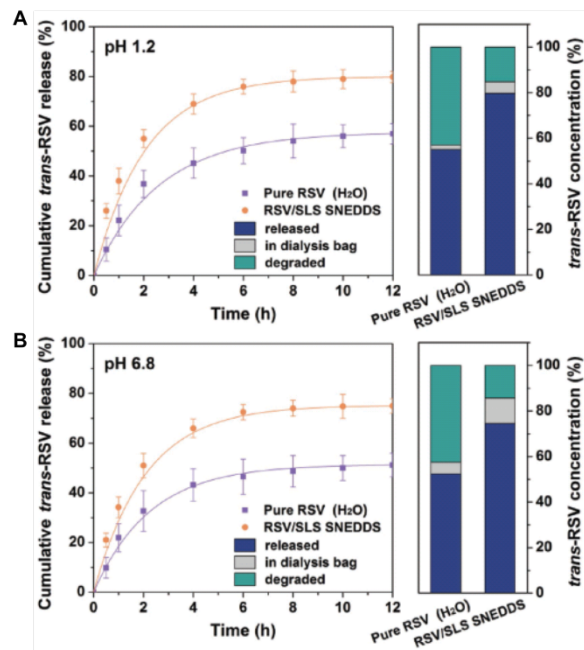 A
pH 1.2
Cumulative trans-RSV release (%)
100
80
60
40
20
0
Pure RSV (H₂O)
RSV/SLS SNEDDS
released
in dialysis bag
degraded
0 2 4 6 8 10 12
Time (h)
100
80
60
40
20
0
trans-RSV concentration (%)
Pure RSV (H₂O)
RSV/SLS SNEDDS
B
pH 6.8
Cumulative trans-RSV release (%)
100
80
60
40
20
0
Pure RSV (H₂O)
RSV/SLS SNEDDS
released
in dialysis bag
degraded
0 2 4 6 8 10 12
Time (h)
100
80
60
40
20
0
trans-RSV concentration (%)
Pure RSV (H₂O)
RSV/SLS SNEDDS